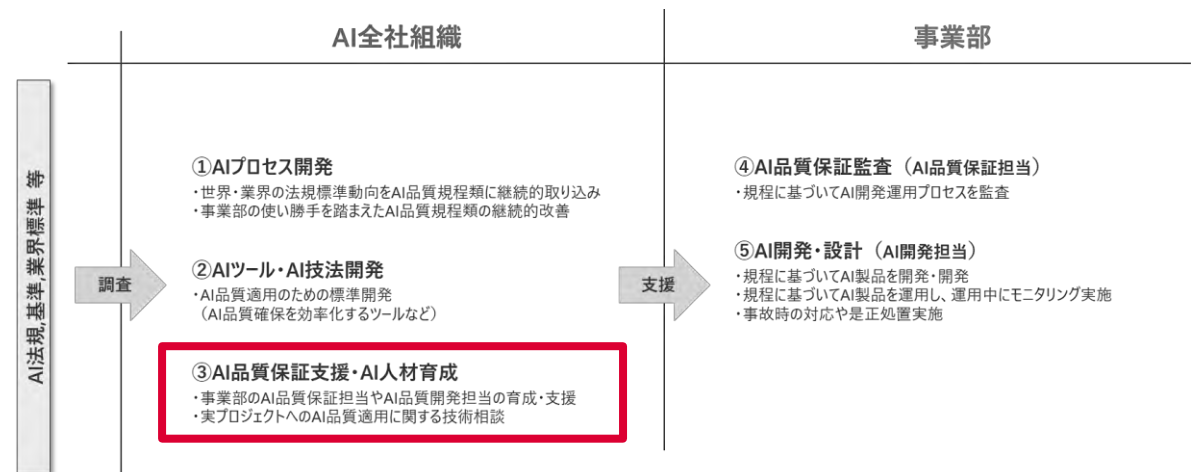 AI全社組織
事業部
AI法規,基準,業界標準 等
調査
①AIプロセス開発
・世界・業界の法規標準動向をAI品質規程類に継続的取り込み
・事業部の使い勝手を踏まえたAI品質規程類の継続的改善
②AIツール・AI技法開発
・AI品質適用のための標準開発
（AI品質確保を効率化するツールなど）
③AI品質保証支援・AI人材育成
・事業部のAI品質保証担当やAI品質開発担当の育成・支援
・実プロジェクトへのAI品質適用に関する技術相談
支援
④AI品質保証監査（AI品質保証担当）
・規程に基づいてAI開発運用プロセスを監査
⑤AI開発・設計（AI開発担当）
・規程に基づいてAI製品を開発・開発
・規程に基づいてAI製品を運用し、運用中にモニタリング実施
・事故時の対応や是正処置実施